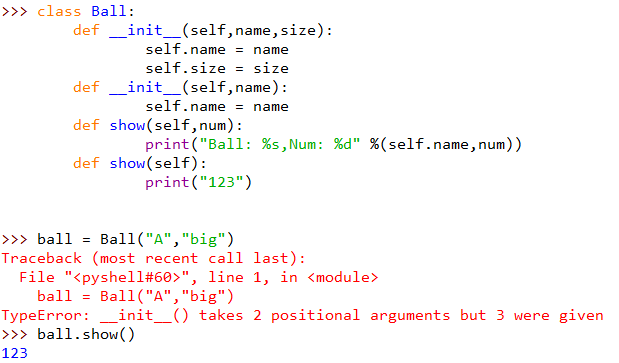 >>> class Ball:
        def __init__(self,name,size):
                self.name = name
                self.size = size
        def __init__(self,name):
                self.name = name
        def show(self,num):
                print("Ball: %s,Num: %d" %(self.name,num))
        def show(self):
                print("123")
>>> ball = Ball("A","big")
Traceback (most recent call last):
  File "<pyshell#60>", line 1, in <module>
    ball = Ball("A","big")
TypeError: __init__() takes 2 positional arguments but 3 were given
>>> ball.show()
123